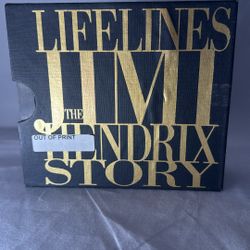 LIFELINES
JIMI
THE
OUT OF PRINT
HENDRIX
STORY